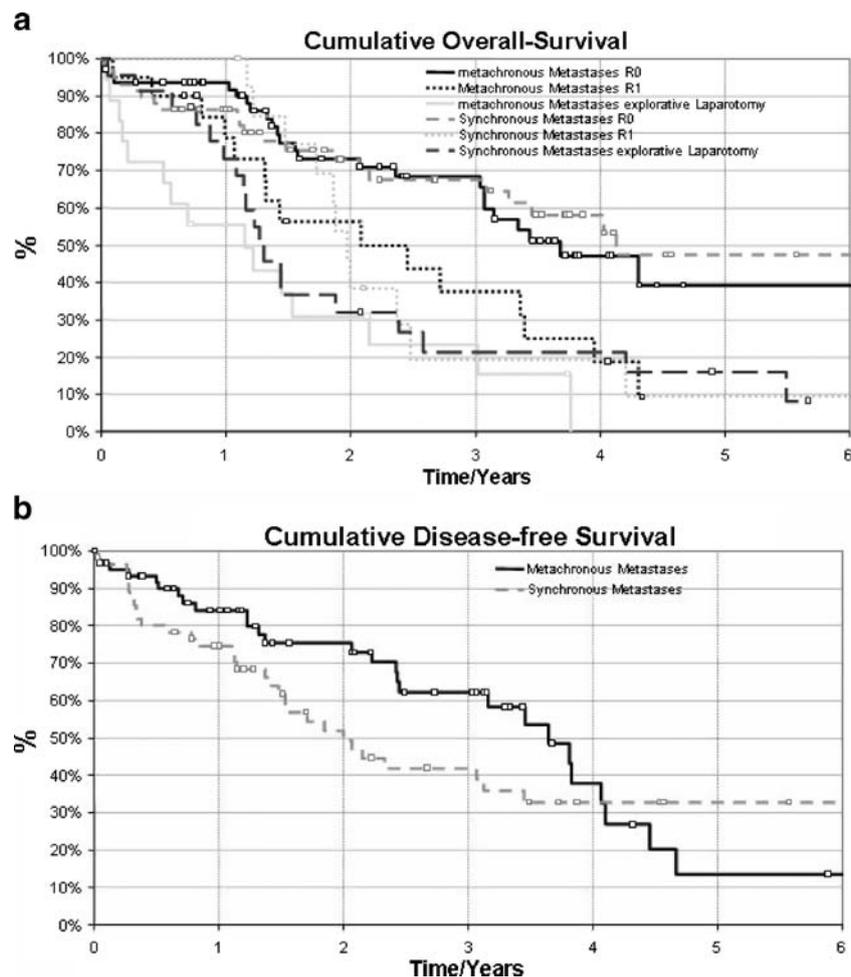 a
Cumulative Overall-Survival
100%
90%
80%
70%
60%
50%
40%
30%
20%
10%
0%
%
metachronous Metastases R0
Metachronous Metastases R1
metachronous Metastases explorative Laparotomy
Synchronous Metastases R0
Synchronous Metastases R1
Synchronous Metastases explorative Laparotomy
0 1 2 3 4 5 6
Time/Years
b
Cumulative Disease-free Survival
100%
90%
80%
70%
60%
50%
40%
30%
20%
10%
0%
%
Metachronous Metastases
Synchronous Metastases
0 1 2 3 4 5 6
Time/Years